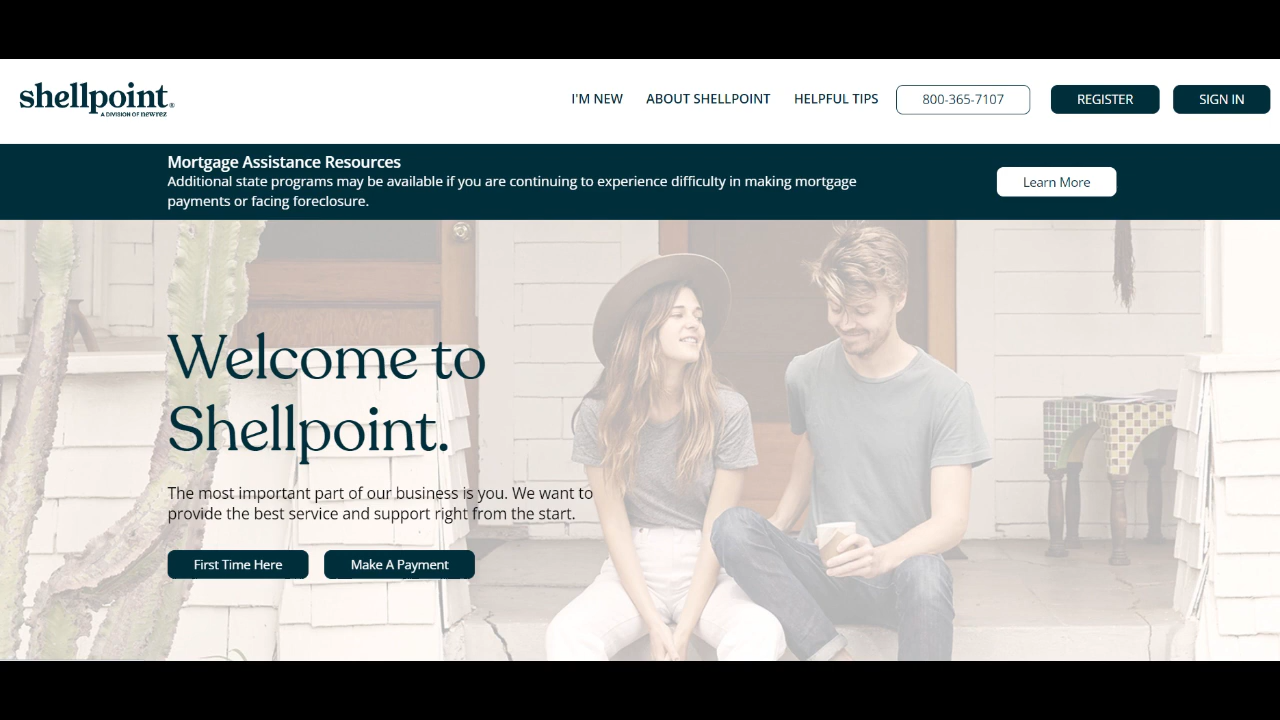 shellpoint®
A DIVISION OF newrez
I'M NEW
ABOUT SHELLPOINT
HELPFUL TIPS
800-365-7107
REGISTER
SIGN IN
Mortgage Assistance Resources
Additional state programs may be available if you are continuing to experience difficulty in making mortgage
payments or facing foreclosure.
Learn More
Welcome to
Shellpoint.
The most important part of our business is you. We want to
provide the best service and support right from the start.
First Time Here
Make A Payment